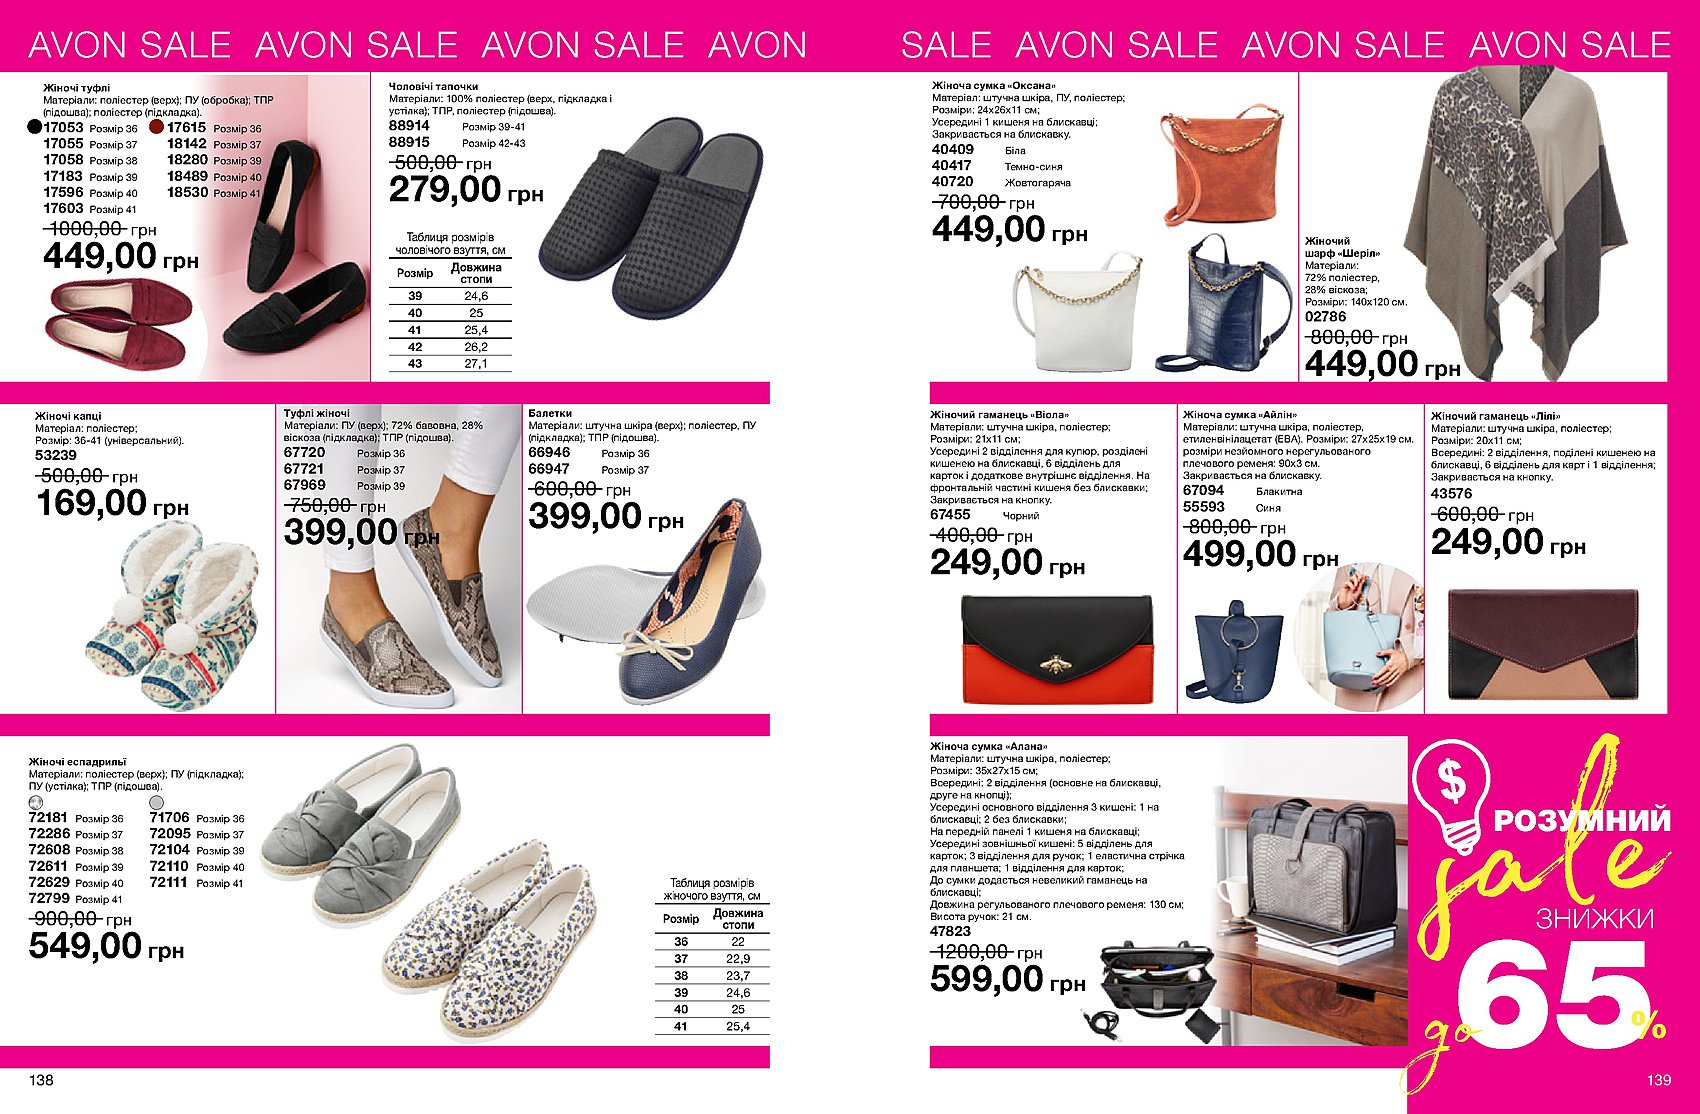 AVON SALE AVON SALE AVON SALE AVON
SALE AVON SALE AVON SALE AVON SALE
Жіночі туфлі
Матеріали: поліестер (верх); ПУ (обробка); ТПР
(підошва); поліестер (підкладка).
17053 Розмір 36
17055 Розмір 37
17058 Розмір 38
17183 Розмір 39
17596 Розмір 40
17603 Розмір 41
17615 Розмір 36
18142 Розмір 37
18280 Розмір 39
18489 Розмір 40
18530 Розмір 41
1000,00 грн
449,00 грн
Чоловічі тапочки
Матеріали: 100% поліестер (верх, підкладка і
устілка); ТПР, поліестер (підошва).
88914 Розмір 39-41
88915 Розмір 42-43
500,00 грн
279,00 грн
Таблиця розмірів
чоловічого взуття, см
Розмір Довжина
стопи
39 24,6
40 25
41 25,4
42 26,2
43 27,1
Жіночі капці
Матеріал: поліестер;
Розмір: 36-41 (універсальний).
53239
500,00 грн
169,00 грн
Туфлі жіночі
Матеріали: ПУ (верх); 72% бавовна, 28%
віскоза (підкладка); ТПР (підошва).
67720 Розмір 36
67721 Розмір 37
67969 Розмір 39
750,00 грн
399,00 грн
Балетки
Матеріали: штучна шкіра (верх); поліестер, ПУ
(підкладка); ТПР (підошва).
66946 Розмір 36
66947 Розмір 37
600,00 грн
399,00 грн
Жіночі еспадрильї
Матеріали: поліестер (верх); ПУ (підкладка);
ПУ (устілка); ТПР (підошва).
72181 Розмір 36
72286 Розмір 37
72608 Розмір 38
72611 Розмір 39
72629 Розмір 40
72799 Розмір 41
71706 Розмір 36
72095 Розмір 37
72104 Розмір 39
72110 Розмір 40
72111 Розмір 41
900,00 грн
549,00 грн
Таблиця розмірів
жіночого взуття, см
Розмір Довжина
стопи
36 22
37 22,9
38 23,7
39 24,6
40 25
41 25,4
138
Жіноча сумка «Оксана»
Матеріал: штучна шкіра, ПУ, поліестер;
Розміри: 24х26х11 см;
Усередині 1 кишеня на блискавці;
Закривається на блискавку.
40409 Біла
40417 Темно-синя
40720 Жовтогаряча
700,00 грн
449,00 грн
Жіночий
шарф «Шеріл»
Матеріали:
72% поліестер,
28% віскоза;
Розміри: 140х120 см.
02786
800,00 грн
449,00 грн
Жіночий гаманець «Віола»
Матеріали: штучна шкіра, поліестер;
Розміри: 21х11 см;
Усередині 2 відділення для купюр, розділені
кишенею на блискавці, 6 відділень для
карток і додаткове внутрішнє відділення. На
фронтальній частині кишеня без блискавки;
Закривається на кнопку.
67455 Чорний
400,00 грн
249,00 грн
Жіноча сумка «Айлін»
Матеріали: штучна шкіра, поліестер,
етиленвінілацетат (ЕВА). Розміри: 27х25х19 см.
розміри незйомного нерегульованого
плечового ременя: 90х3 см.
Закривається на блискавку.
67094 Блакитна
55593 Синя
800,00 грн
499,00 грн
Жіночий гаманець «Лілі»
Матеріали: штучна шкіра, поліестер;
Розміри: 20х11 см;
Всередині: 2 відділення, поділені кишенею на
блискавці, 6 відділень для карт і 1 відділення;
Закривається на кнопку.
43576
600,00 грн
249,00 грн
Жіноча сумка «Алана»
Матеріали: штучна шкіра, поліестер;
Розміри: 35х27х15 см;
Всередині: 2 відділення (основне на блискавці,
друге на кнопці);
Усередині основного відділення 3 кишені: 1 на
блискавці; 2 без блискавки;
На передній панелі 1 кишеня на блискавці;
Усередині зовнішньої кишені: 5 відділень для
карток; 3 відділення для ручок; 1 еластична стрічка
для планшета; 1 відділення для карток;
До сумки додається невеликий гаманець на
блискавці;
Довжина регульованого плечового ременя: 130 см;
Висота ручок: 21 см.
47823
1200,00 грн
599,00 грн
$
РОЗУМНИЙ
sale
ЗНИЖКИ
до 65%
139